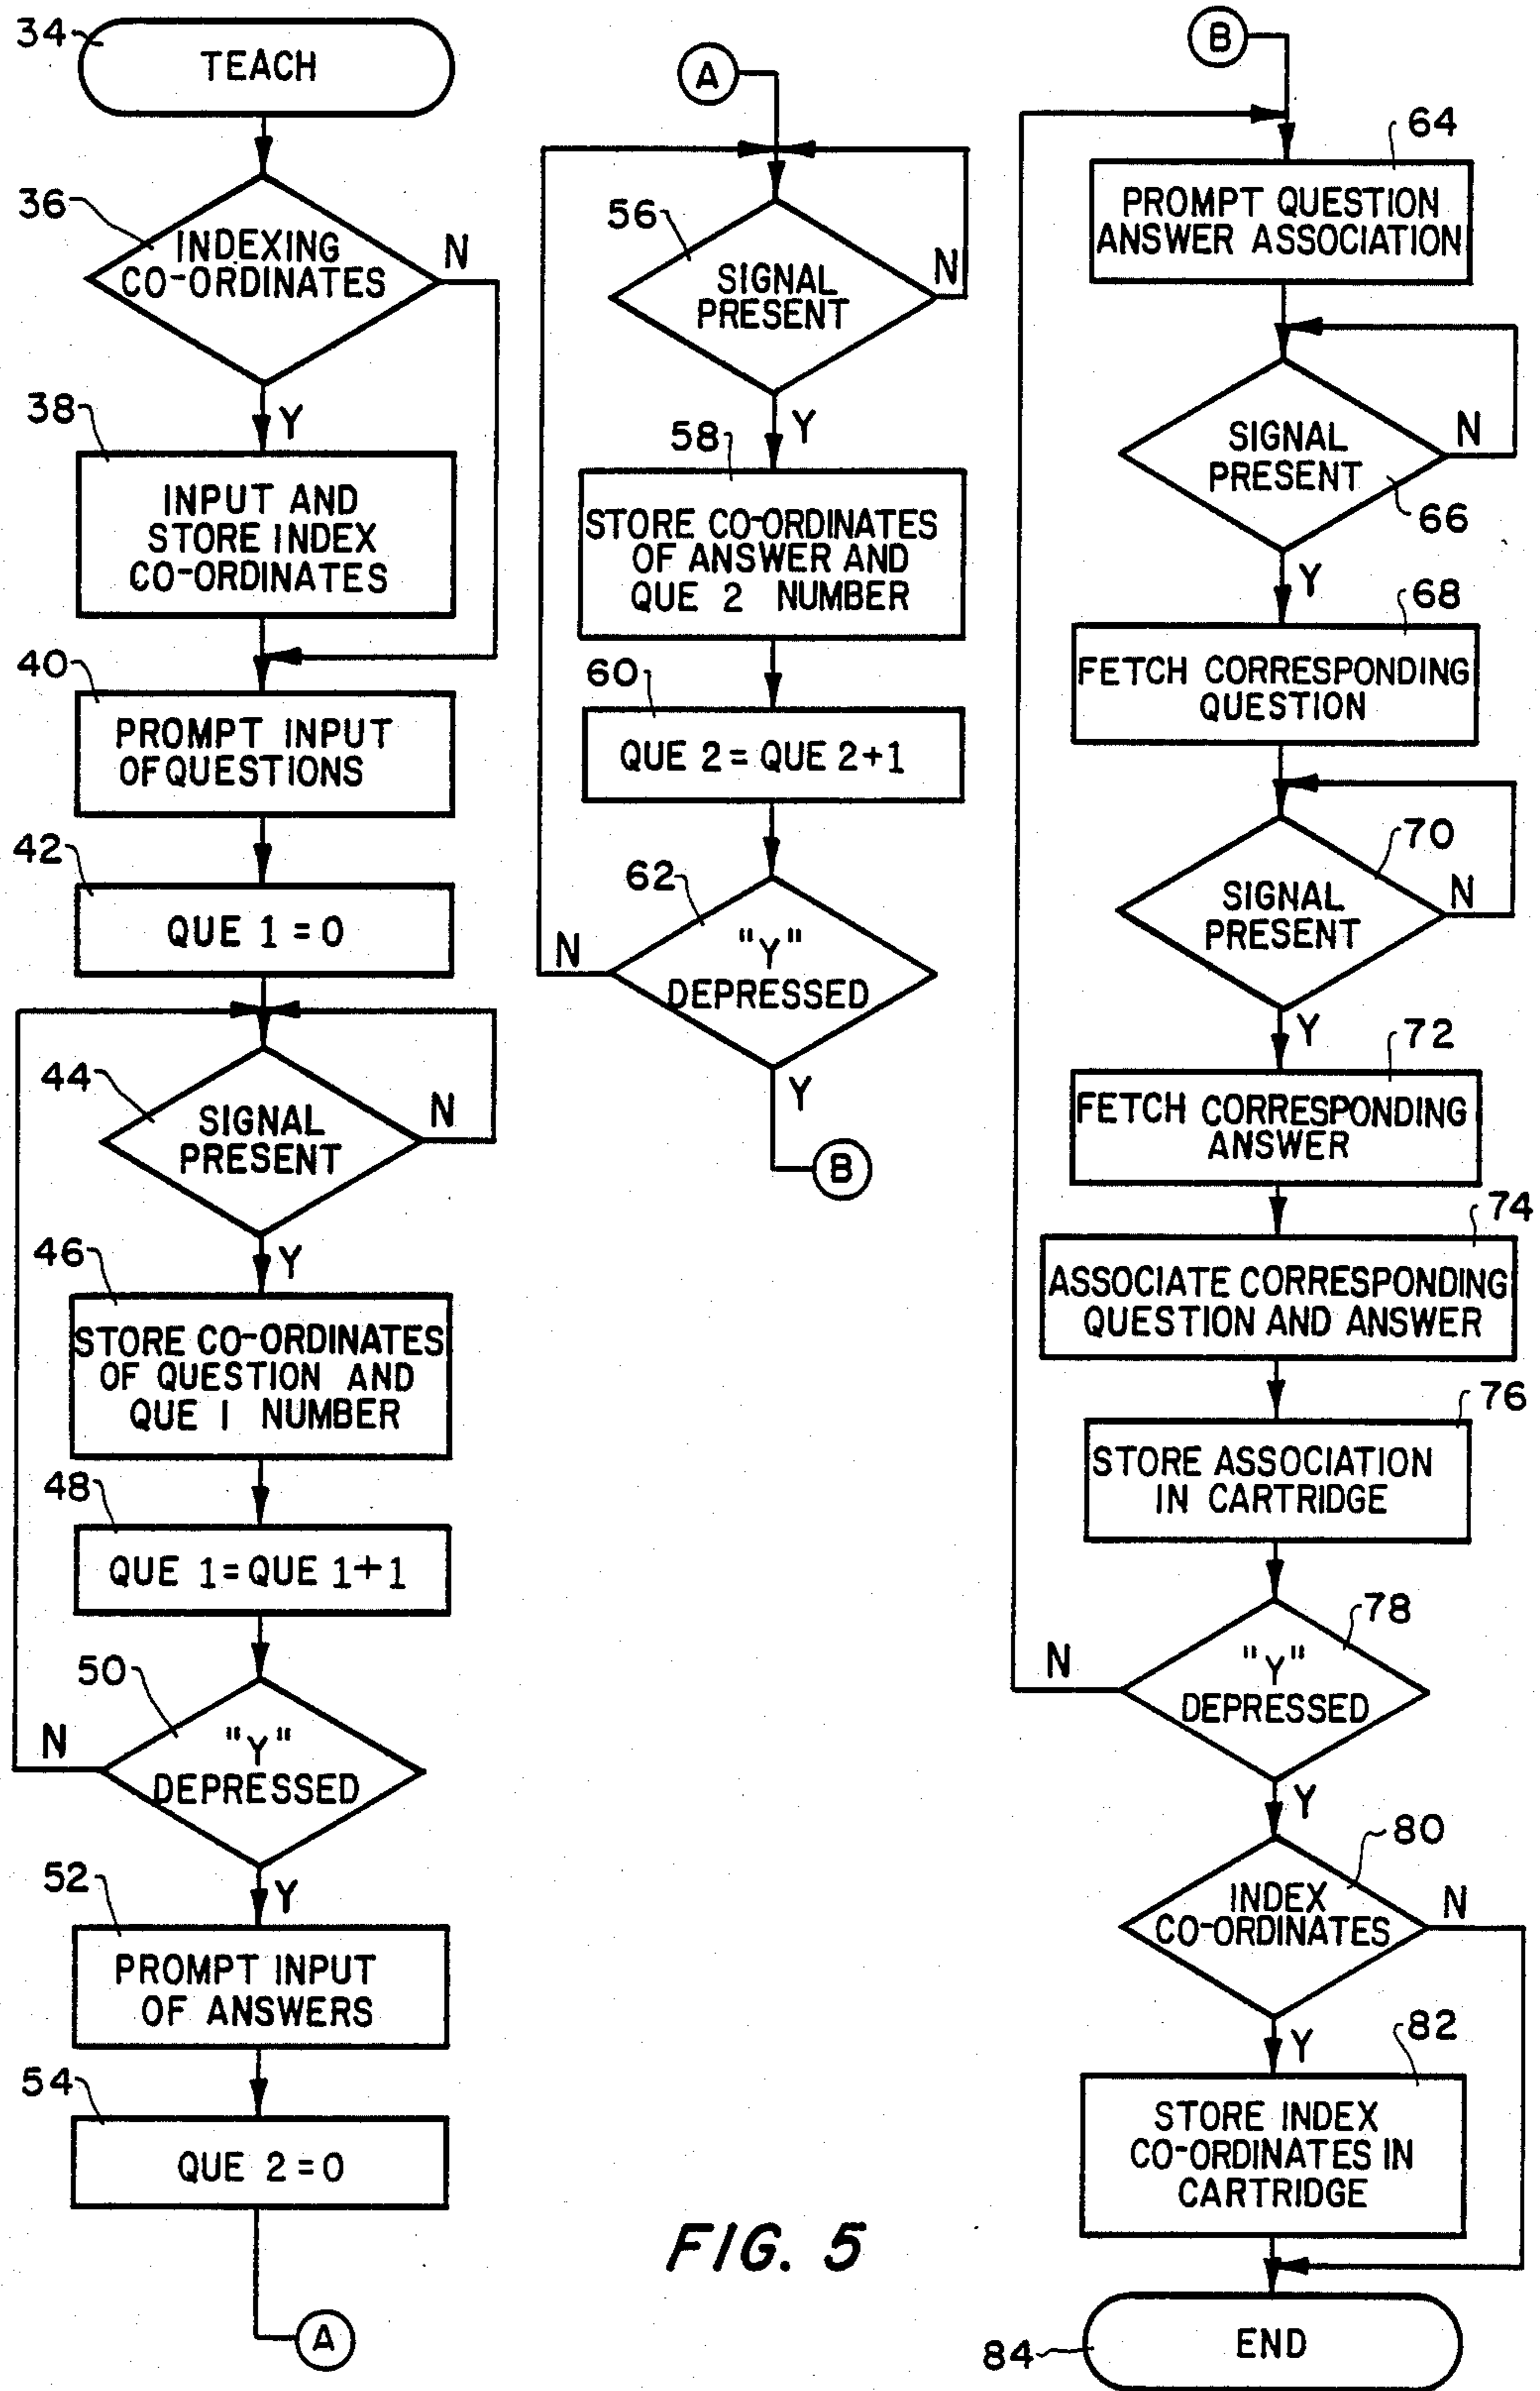 34
TEACH
36
INDEXING
CO-ORDINATES
N
Y
38
INPUT AND
STORE INDEX
CO-ORDINATES
40
PROMPT INPUT
OF QUESTIONS
42
QUE 1 = 0
44
SIGNAL
PRESENT
N
Y
46
STORE CO-ORDINATES
OF QUESTION AND
QUE 1 NUMBER
48
QUE 1 = QUE 1+1
50
"Y"
DEPRESSED
N
Y
52
PROMPT INPUT
OF ANSWERS
54
QUE 2 = 0
A
A
56
SIGNAL
PRESENT
N
Y
58
STORE CO-ORDINATES
OF ANSWER AND
QUE 2 NUMBER
60
QUE 2 = QUE 2+1
62
"Y"
DEPRESSED
N
Y
B
B
64
PROMPT QUESTION
ANSWER ASSOCIATION
SIGNAL
PRESENT
N
66
Y
68
FETCH CORRESPONDING
QUESTION
70
SIGNAL
PRESENT
N
Y
72
FETCH CORRESPONDING
ANSWER
74
ASSOCIATE CORRESPONDING
QUESTION AND ANSWER
76
STORE ASSOCIATION
IN CARTRIDGE
78
"Y"
DEPRESSED
N
Y
80
INDEX
CO-ORDINATES
N
Y
82
STORE INDEX
CO-ORDINATES IN
CARTRIDGE
84
END
FIG. 5